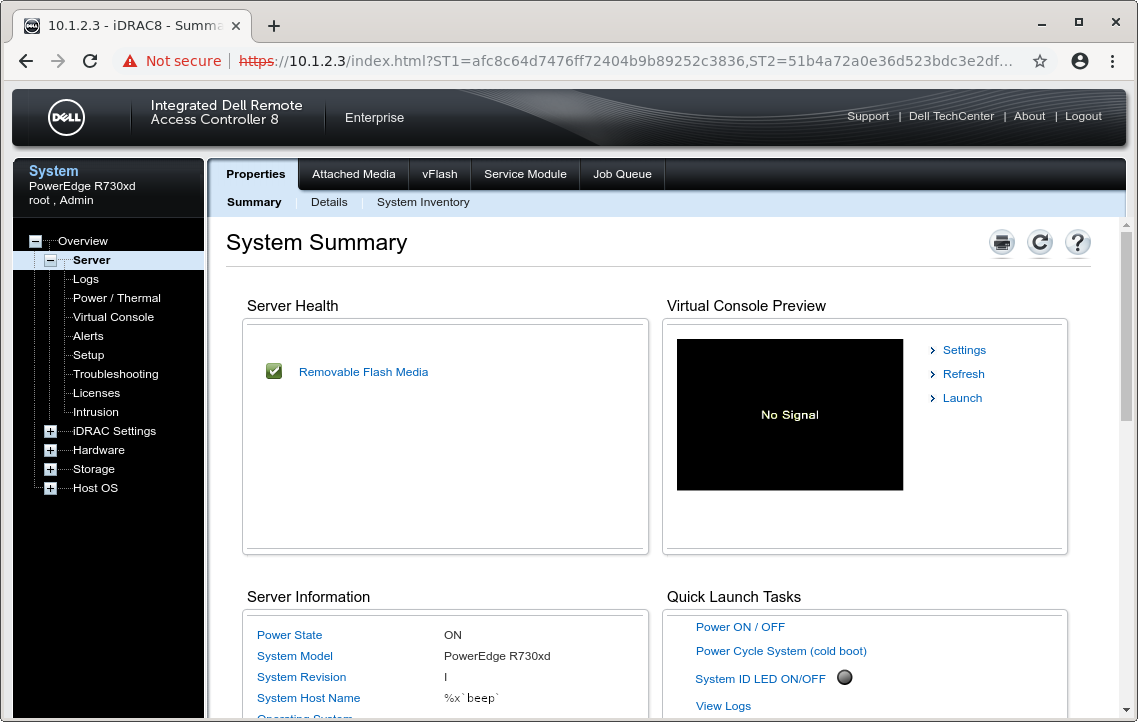 10.1.2.3 - iDRAC8 - Summa
Not secure
https://10.1.2.3/index.html?ST1=afc8c64d7476ff72404b9b89252c3836,ST2=51b4a72a0e36d523bdc3e2df…
DELL
Integrated Dell Remote
Access Controller 8
Enterprise
Support | Dell TechCenter | About | Logout
System
PowerEdge R730xd
root , Admin
Overview
Server
Logs
Power / Thermal
Virtual Console
Alerts
Setup
Troubleshooting
Licenses
Intrusion
iDRAC Settings
Hardware
Storage
Host OS
Properties Attached Media vFlash Service Module Job Queue
Summary Details System Inventory
System Summary
Server Health
Removable Flash Media
Virtual Console Preview
No Signal
Settings
Refresh
Launch
Server Information
Power State ON
System Model PowerEdge R730xd
System Revision I
System Host Name %x`beep`
Operating System
Quick Launch Tasks
Power ON / OFF
Power Cycle System (cold boot)
System ID LED ON/OFF
View Logs